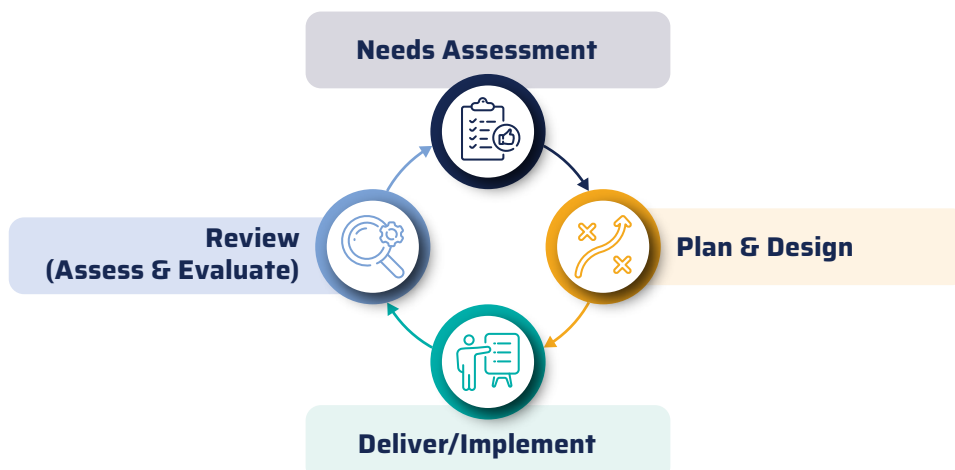 Needs Assessment
Plan & Design
Deliver/Implement
Review
(Assess & Evaluate)